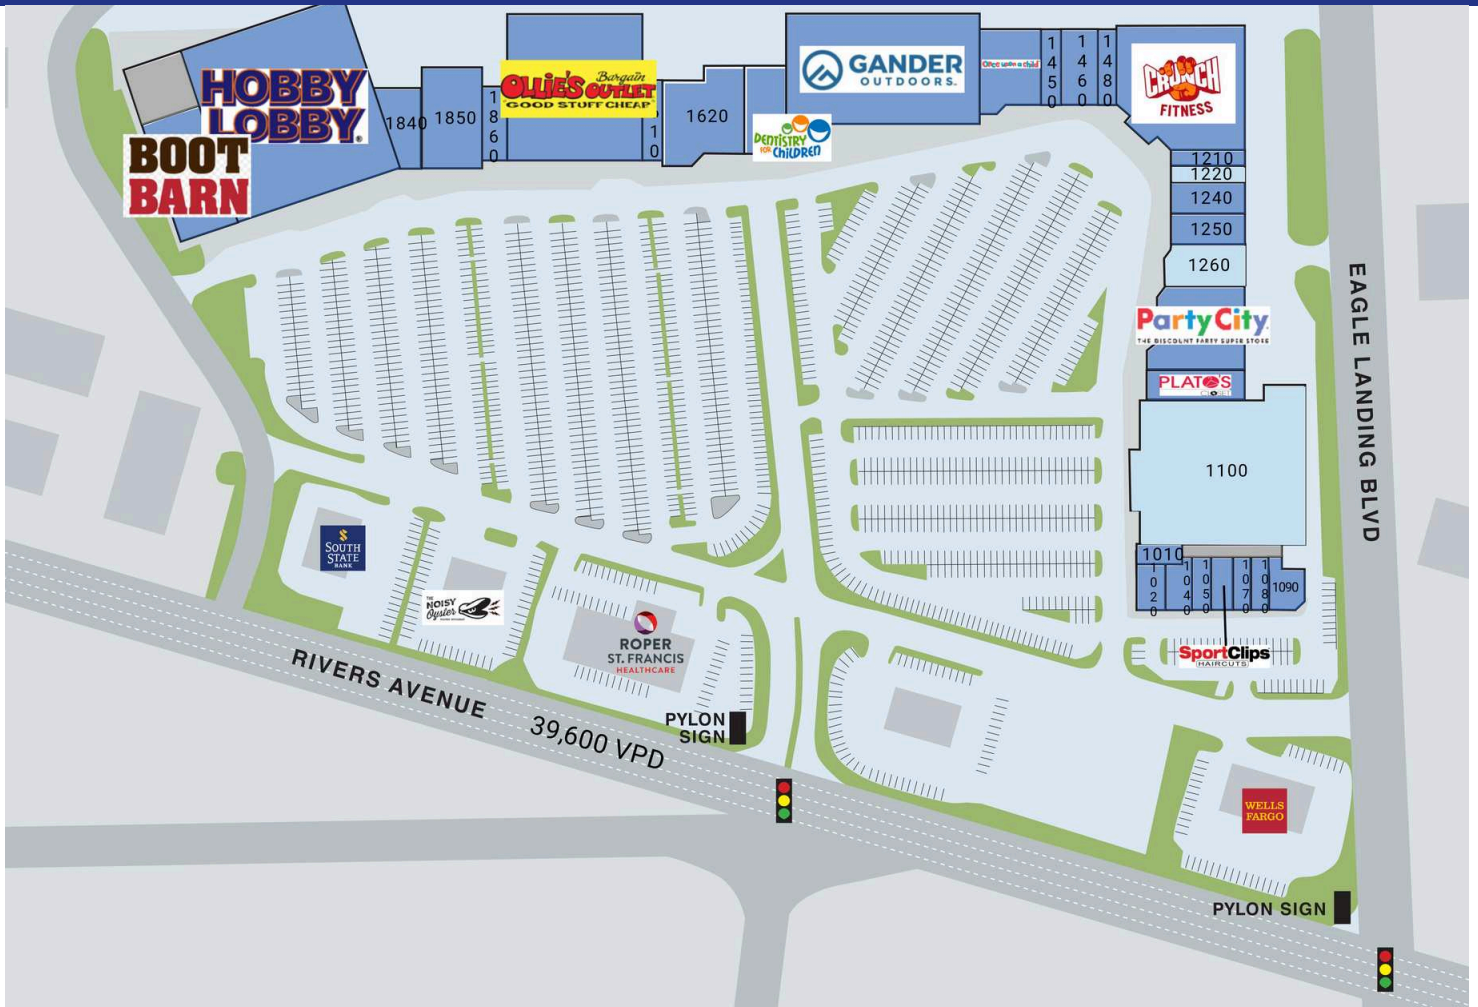 HOBBY
LOBBY
BOOT
BARN
1840
1850
1860
OLLIE'S Bargain
OUTLET
"GOOD STUFF CHEAP"
10
1620
DENTISTRY
FOR CHILDREN
GANDER
OUTDOORS.
once upon a child
1450
1460
1480
CRUNCH
FITNESS
1210
1220
1240
1250
1260
Party City
THE DISCOUNT PARTY SUPER STORE
PLATO'S
CLOSET
1100
1010
1020
1040
1050
1070
1080
1090
SportClips
HAIRCUTS
EAGLE LANDING BLVD
SOUTH
STATE
BANK
THE
NOISY
Oyster
ROPER
ST. FRANCIS
HEALTHCARE
RIVERS AVENUE
39,600 VPD
PYLON
SIGN
WELLS
FARGO
PYLON SIGN